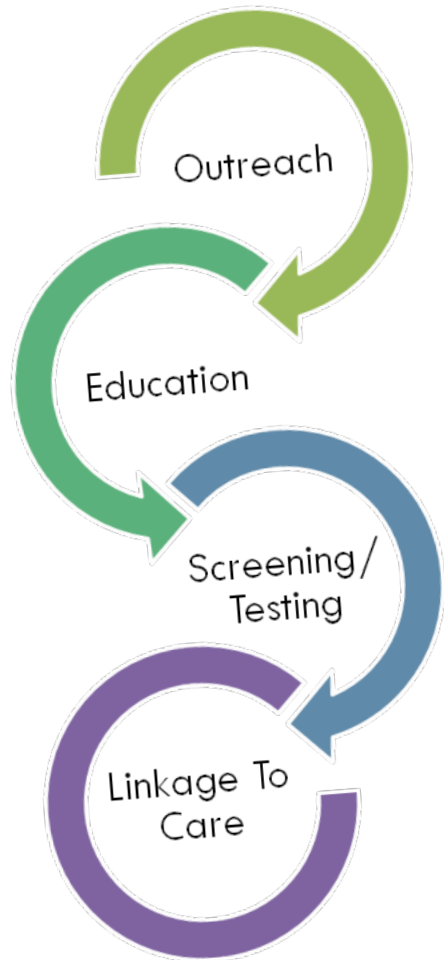 Outreach
Education
Screening/
Testing
Linkage To
Care